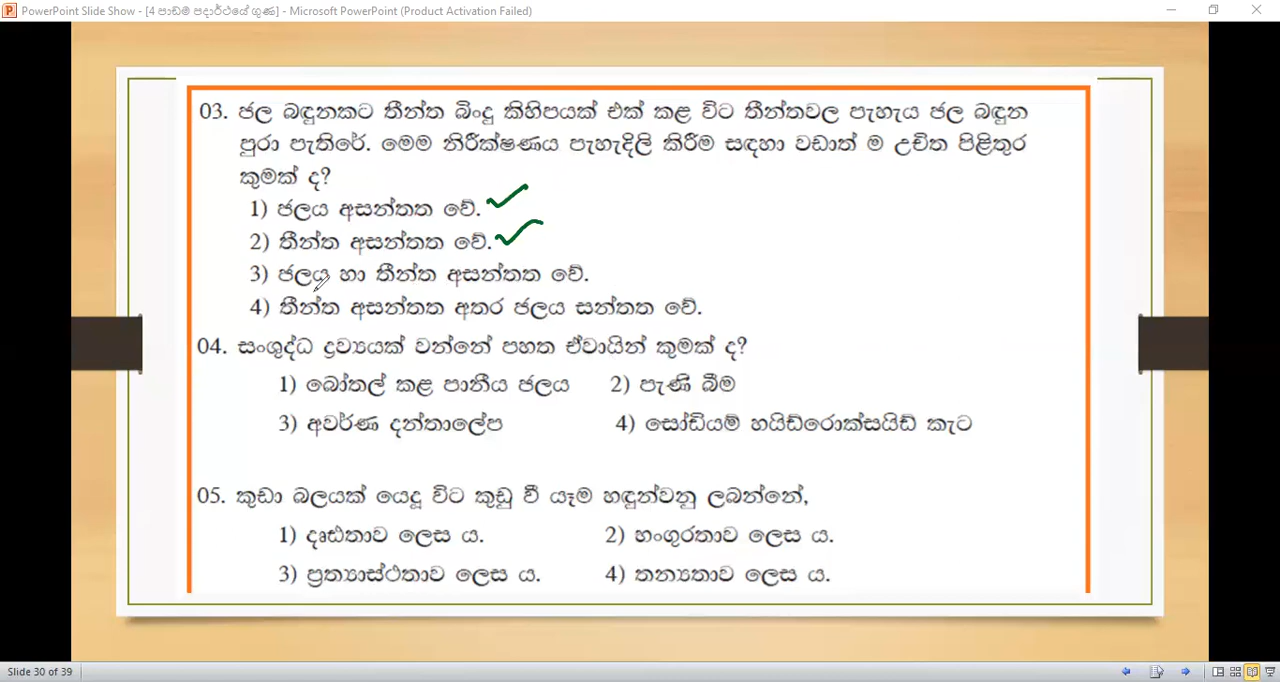 PowerPoint Slide Show - [4 පාඩම පදාර්ථයේ ගුණ] - Microsoft PowerPoint (Product Activation Failed)
03. ජල බඳුනකට තීන්ත බිංදු කිහිපයක් එක් කළ විට තීන්තවල පැහැය ජල බඳුන
පුරා පැතිරේ. මෙම නිරීක්ෂණය පැහැදිලි කිරීම සඳහා වඩාත් ම උචිත පිළිතුර
කුමක් ද?
1) ජලය අසන්තත වේ.
2) තීන්ත අසන්තත වේ.
3) ජලය හා තීන්ත අසන්තත වේ.
4) තීන්ත අසන්තත අතර ජලය සන්තත වේ.
04. සංශුද්ධ ද්‍රව්‍යයක් වන්නේ පහත ඒවායින් කුමක් ද?
1) බෝතල් කළ පානීය ජලය 2) පැණි බීම
3) අවර්ණ දන්තාලේප 4) සෝඩියම් හයිඩ්රොක්සයිඩ් කැට
05. කුඩා බලයක් යෙදූ විට කුඩු වී යෑම හඳුන්වනු ලබන්නේ,
1) දෘඪතාව ලෙස ය. 2) හංගුරතාව ලෙස ය.
3) ප්‍රත්‍යාස්ථතාව ලෙස ය. 4) තන්‍යතාව ලෙස ය.
Slide 30 of 39